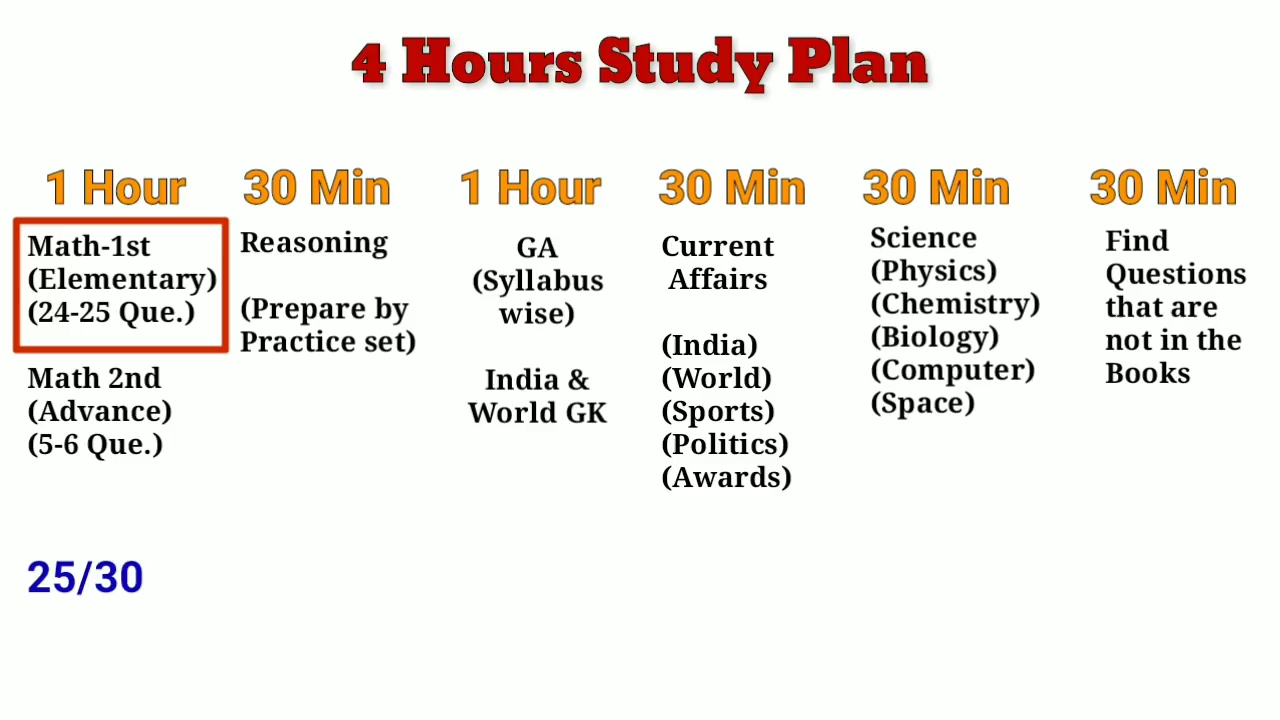 4 Hours Study Plan
1 Hour
Math-1st
(Elementary)
(24-25 Que.)
Math 2nd
(Advance)
(5-6 Que.)
25/30
30 Min
Reasoning
(Prepare by
Practice set)
1 Hour
GA
(Syllabus
wise)
India &
World GK
30 Min
Current
Affairs
(India)
(World)
(Sports)
(Politics)
(Awards)
30 Min
Science
(Physics)
(Chemistry)
(Biology)
(Computer)
(Space)
30 Min
Find
Questions
that are
not in the
Books